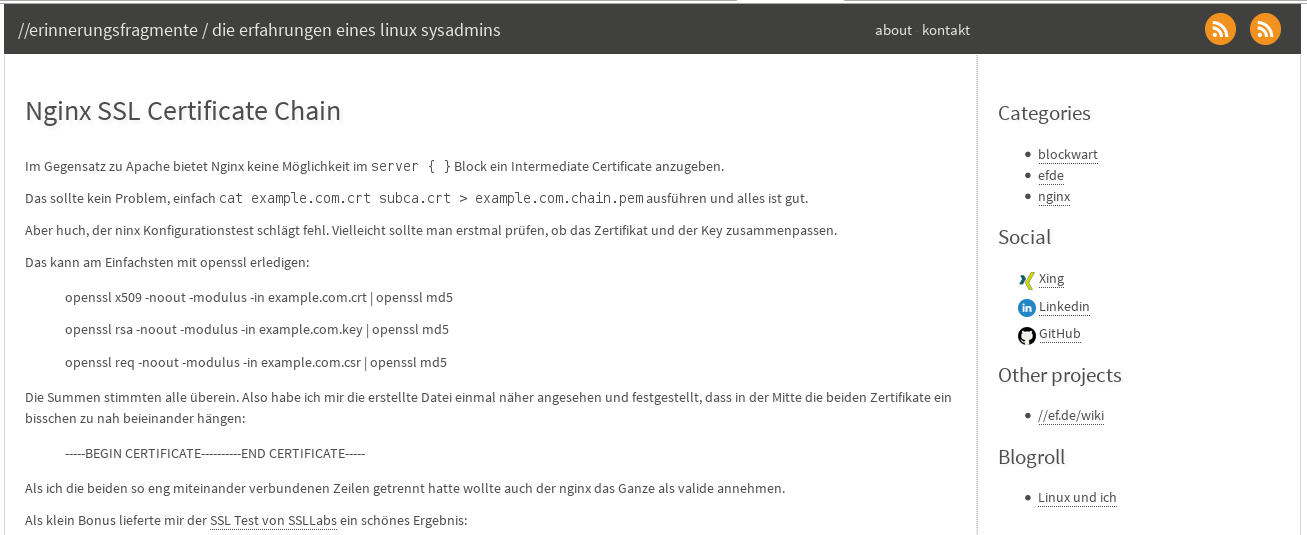 //erinnerungsfragmente / die erfahrungen eines linux sysadmins
about kontakt
Nginx SSL Certificate Chain
Im Gegensatz zu Apache bietet Nginx keine Möglichkeit im server { } Block ein Intermediate Certificate anzugeben.
Das sollte kein Problem, einfach cat example.com.crt subca.crt > example.com.chain.pem ausführen und alles ist gut.
Aber huch, der ninx Konfigurationstest schlägt fehl. Vielleicht sollte man erstmal prüfen, ob das Zertifikat und der Key zusammenpassen.
Das kann am Einfachsten mit openssl erledigen:
openssl x509 -noout -modulus -in example.com.crt | openssl md5
openssl rsa -noout -modulus -in example.com.key | openssl md5
openssl req -noout -modulus -in example.com.csr | openssl md5
Die Summen stimmten alle überein. Also habe ich mir die erstellte Datei einmal näher angesehen und festgestellt, dass in der Mitte die beiden Zertifikate ein
bisschen zu nah beieinander hängen:
-----BEGIN CERTIFICATE----------END CERTIFICATE-----
Als ich die beiden so eng miteinander verbundenen Zeilen getrennt hatte wollte auch der nginx das Ganze als valide annehmen.
Als klein Bonus lieferte mir der SSL Test von SSLLabs ein schönes Ergebnis:
Categories
blockwart
efde
nginx
Social
Xing
in Linkedin
GitHub
Other projects
//ef.de/wiki
Blogroll
Linux und ich